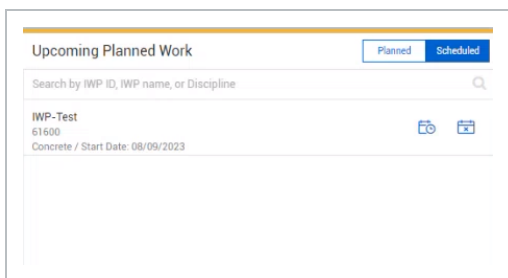 Upcoming Planned Work
Planned
Scheduled
Search by IWP ID, IWP name, or Discipline
IWP-Test
61600
Concrete / Start Date: 08/09/2023